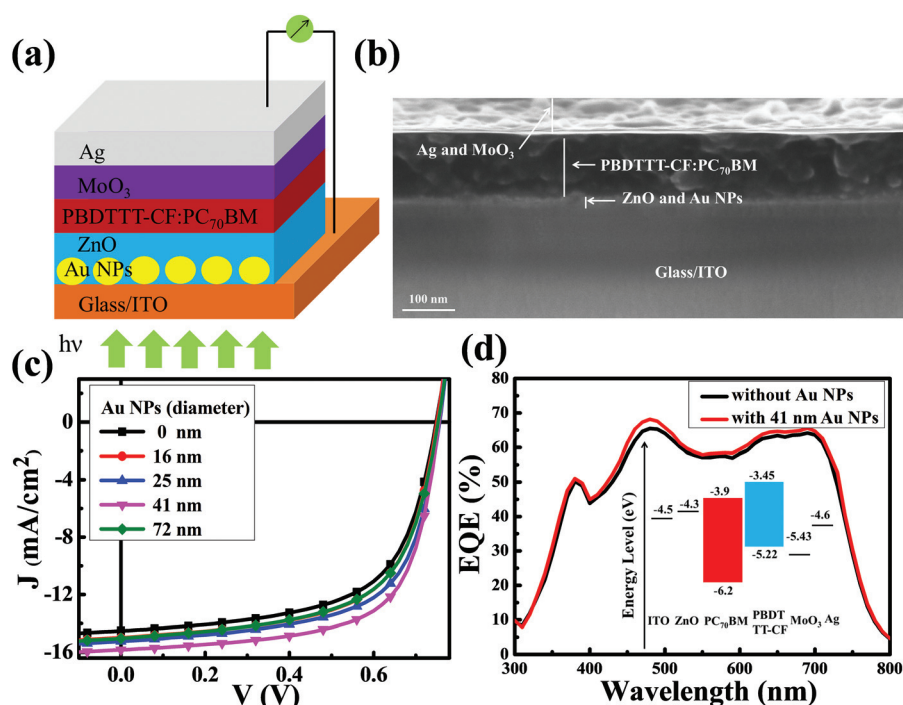 (a)
Ag
MoO₃
PBDTTT-CF:PC₇₀BM
ZnO
Au NPs
Glass/ITO
hν
(b)
Ag and MoO₃
PBDTTT-CF:PC₇₀BM
ZnO and Au NPs
Glass/ITO
100 nm
(c)
Au NPs (diameter)
0 nm
16 nm
25 nm
41 nm
72 nm
0
-4
-8
-12
-16
J (mA/cm²)
0.0 0.2 0.4 0.6
V (V)
(d)
80
70
60
50
40
30
20
10
0
EQE (%)
without Au NPs
with 41 nm Au NPs
Energy Level (eV)
-4.5
-4.3
-3.9
-6.2
-3.45
-5.22
-5.43
-4.6
ITO ZnO PC₇₀BM PBDT MoO₃ Ag
TT-CF
300 400 500 600 700 800
Wavelength (nm)